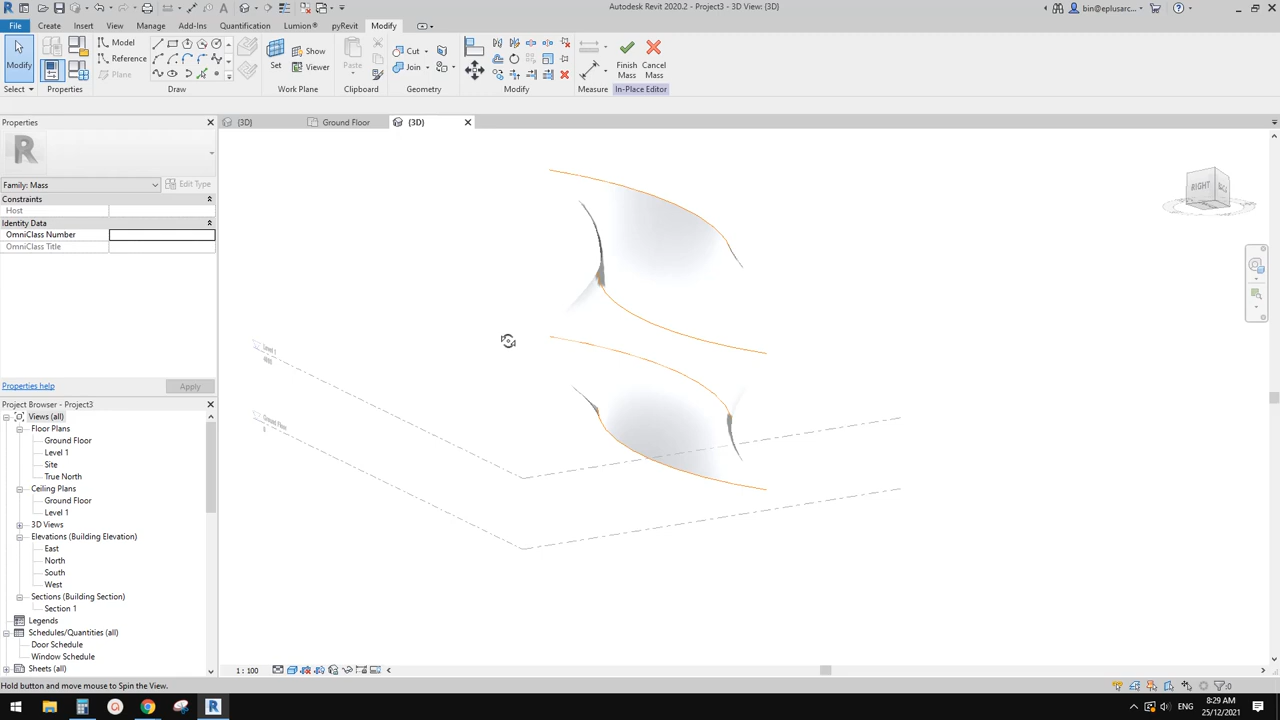 Autodesk Revit 2020.2 - Project3 - 3D View: {3D}
bin@eplusarc...
File Create Insert View Manage Add-Ins Quantification Lumion® pyRevit Modify
Modify
Select
Properties
Model
Reference
Plane
Draw
Set
Show
Viewer
Work Plane
Paste
Clipboard
Cut
Join
Geometry
Modify
Measure
Finish Mass
Cancel Mass
In-Place Editor
Properties
{3D} Ground Floor {3D}
R
Family: Mass Edit Type
Constraints
Host
Identity Data
OmniClass Number
OmniClass Title
Properties help Apply
Project Browser - Project3
Views (all)
Floor Plans
Ground Floor
Level 1
Site
True North
Ceiling Plans
Ground Floor
Level 1
3D Views
Elevations (Building Elevation)
East
North
South
West
Sections (Building Section)
Section 1
Legends
Schedules/Quantities (all)
Door Schedule
Window Schedule
Sheets (all)
RIGHT
Level 1
Ground Floor
1 : 100
Hold button and move mouse to Spin the View.
:0
ENG
8:29 AM
25/12/2021